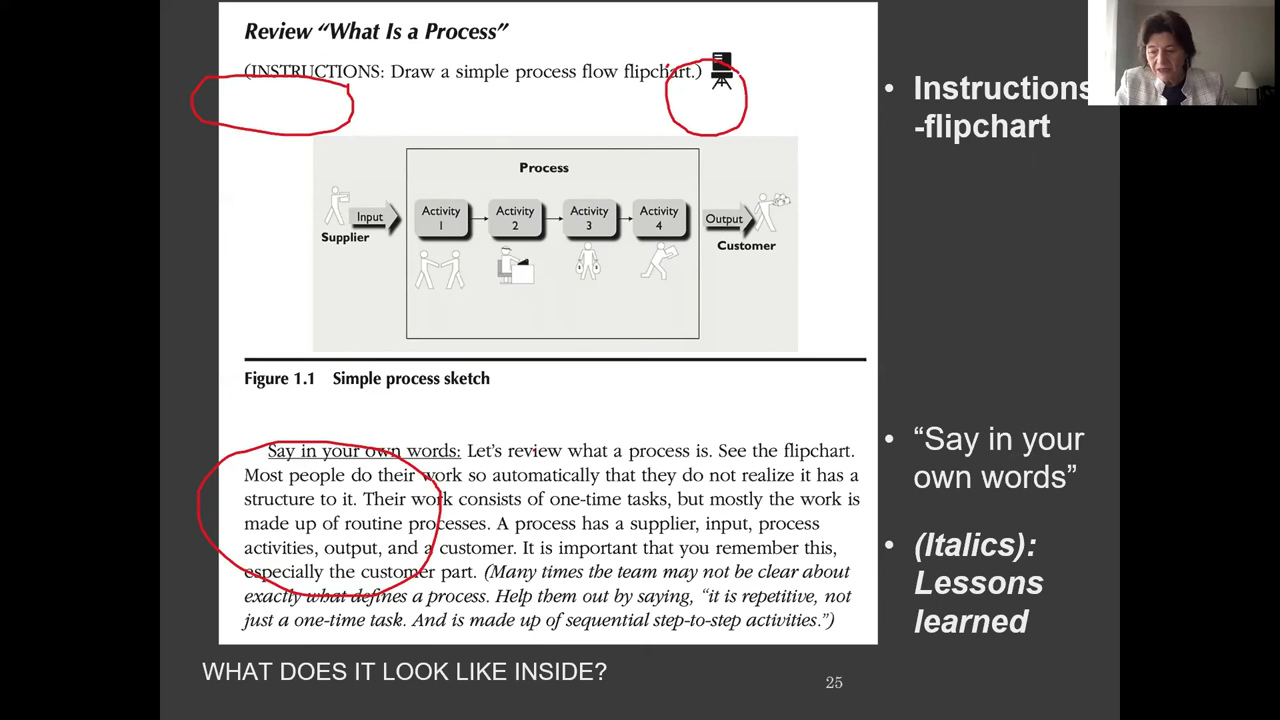 Review “What Is a Process”
(INSTRUCTIONS: Draw a simple process flow flipchart.)
Process
Input
Activity
1
Activity
2
Activity
3
Activity
4
Output
Supplier
Customer
Figure 1.1 Simple process sketch
Say in your own words: Let’s review what a process is. See the flipchart.
Most people do their work so automatically that they do not realize it has a
structure to it. Their work consists of one-time tasks, but mostly the work is
made up of routine processes. A process has a supplier, input, process
activities, output, and a customer. It is important that you remember this,
especially the customer part. (Many times the team may not be clear about
exactly what defines a process. Help them out by saying, “it is repetitive, not
just a one-time task. And is made up of sequential step-to-step activities.”)
• Instructions
-flipchart
• “Say in your
own words”
• (Italics):
Lessons
learned
WHAT DOES IT LOOK LIKE INSIDE?
25